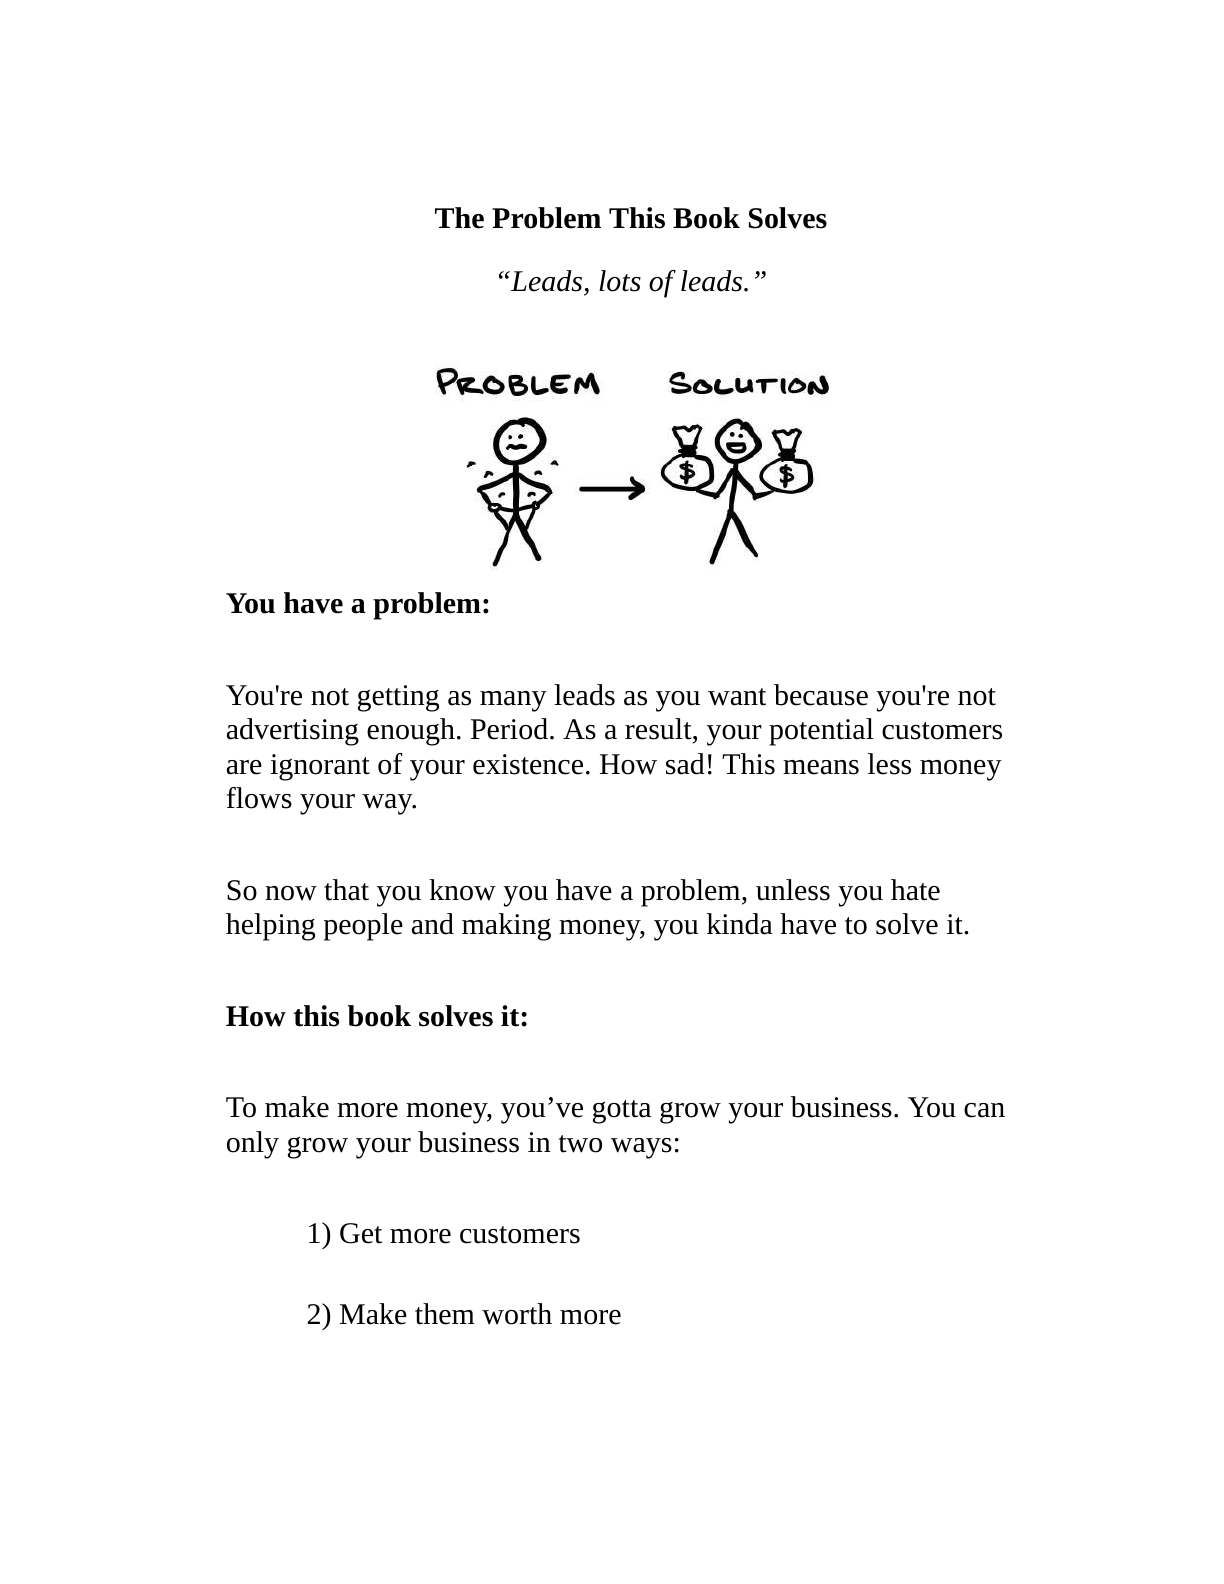 The Problem This Book Solves
“Leads, lots of leads.”
PROBLEM SOLUTION
$ $
You have a problem:
You're not getting as many leads as you want because you're not
advertising enough. Period. As a result, your potential customers
are ignorant of your existence. How sad! This means less money
flows your way.
So now that you know you have a problem, unless you hate
helping people and making money, you kinda have to solve it.
How this book solves it:
To make more money, you’ve gotta grow your business. You can
only grow your business in two ways:
1) Get more customers
2) Make them worth more